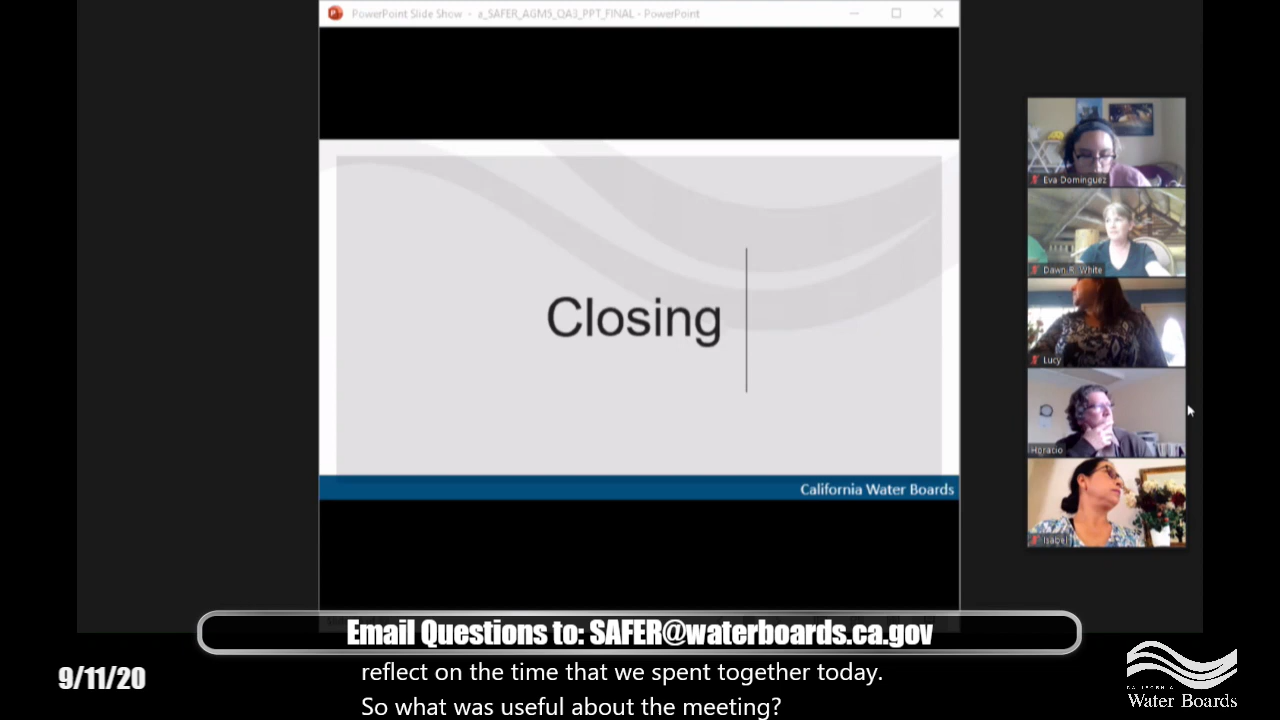 PowerPoint Slide Show - a_SAFER_AGM5_QA3_PPT_FINAL - PowerPoint
Eva Dominguez
Dawn R. White
Lucy
Horacio
Isabel
Closing
California Water Boards
Email Questions to: SAFER@waterboards.ca.gov
9/11/20
reflect on the time that we spent together today.
So what was useful about the meeting?
CALIFORNIA
Water Boards